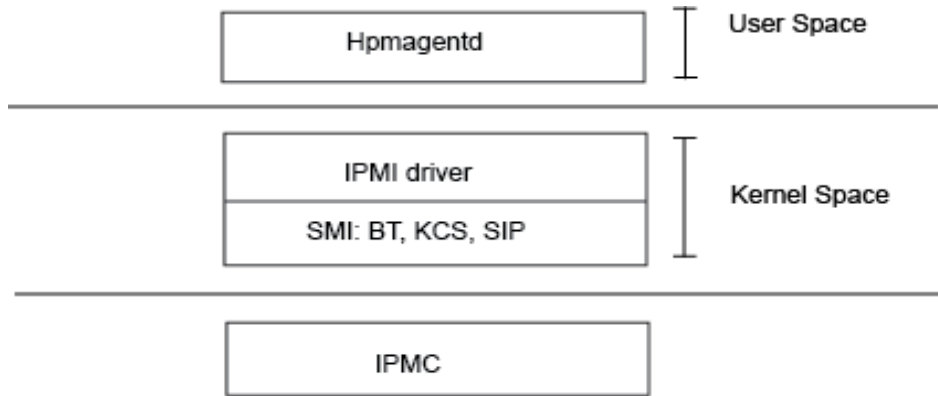 Hpmagentd
User Space
IPMI driver
SMI: BT, KCS, SIP
Kernel Space
IPMC